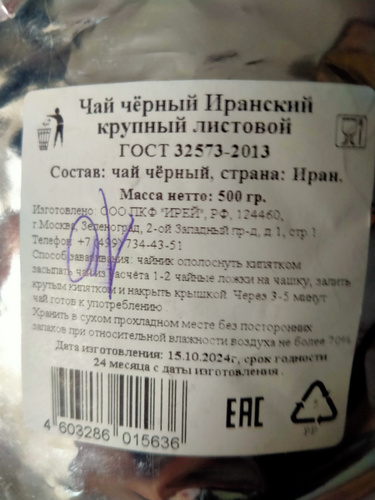 Чай чёрный Иранский
крупный листовой
ГОСТ 32573-2013
Состав: чай чёрный, страна: Иран.
Масса нетто: 500 гр.
Изготовлено: ООО ПКФ "ИРЕЙ", РФ, 124460,
г.Москва, Зеленоград, 2-ой Западный пр-д, д 1, стр 1
Телефон: +7 (499) 734-43-51
Способ заваривания: чайник ополоснуть кипятком
засыпать чай из расчёта 1-2 чайные ложки на чашку, залить
крутым кипятком и накрыть крышкой. Через 3-5 минут
чай готов к употреблению
Хранить в сухом прохладном месте без посторонних
запахов при относительной влажности воздуха не более 70%
Дата изготовления: 15.10.2024г, срок годности
24 месяца с даты изготовления.
4 603286 015636
EAC
PP